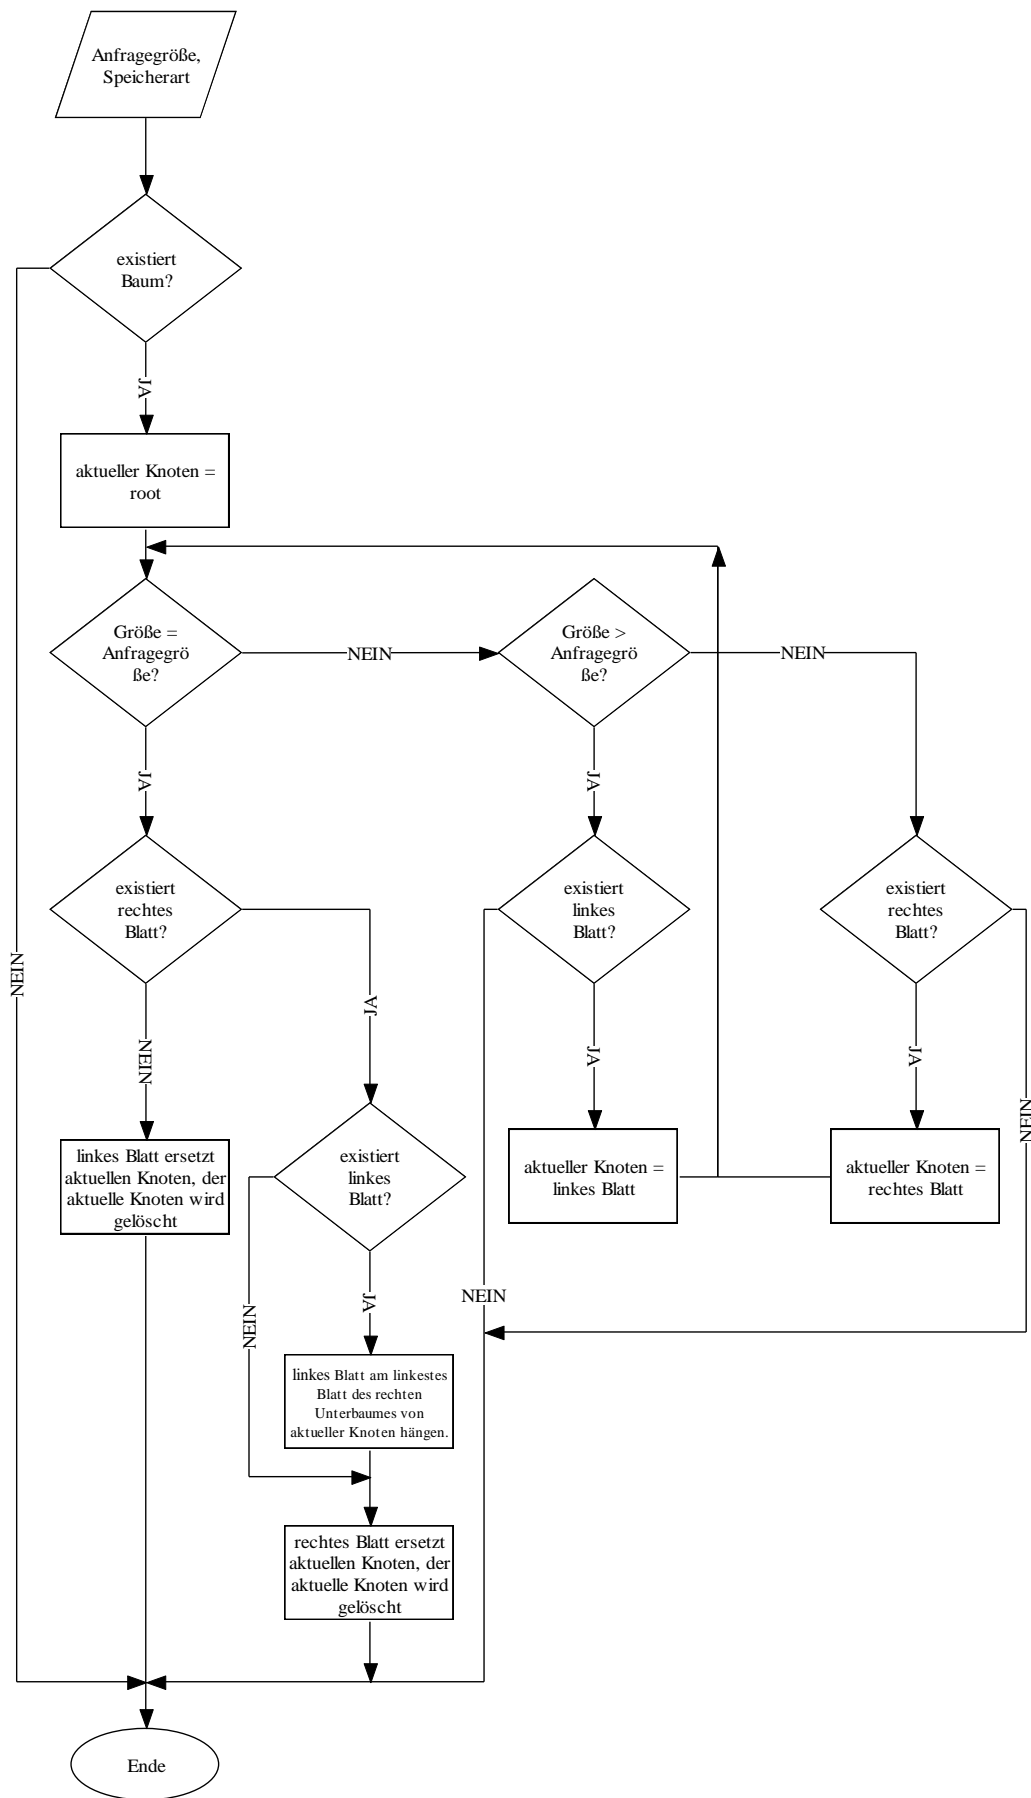 Anfragegröße,
Speicherart
existiert
Baum?
JA
aktueller Knoten =
root
Größe =
Anfragegrö
ße?
NEIN
Größe >
Anfragegrö
ße?
NEIN
JA
JA
existiert
rechtes
Blatt?
existiert
linkes
Blatt?
existiert
rechtes
Blatt?
NEIN
JA
NEIN
JA
JA
NEIN
linkes Blatt ersetzt
aktuellen Knoten, der
aktuelle Knoten wird
gelöscht
existiert
linkes
Blatt?
aktueller Knoten =
linkes Blatt
aktueller Knoten =
rechtes Blatt
NEIN
JA
NEIN
linkes Blatt am linkestes
Blatt des rechten
Unterbaumes von
aktueller Knoten hängen.
rechtes Blatt ersetzt
aktuellen Knoten, der
aktuelle Knoten wird
gelöscht
Ende